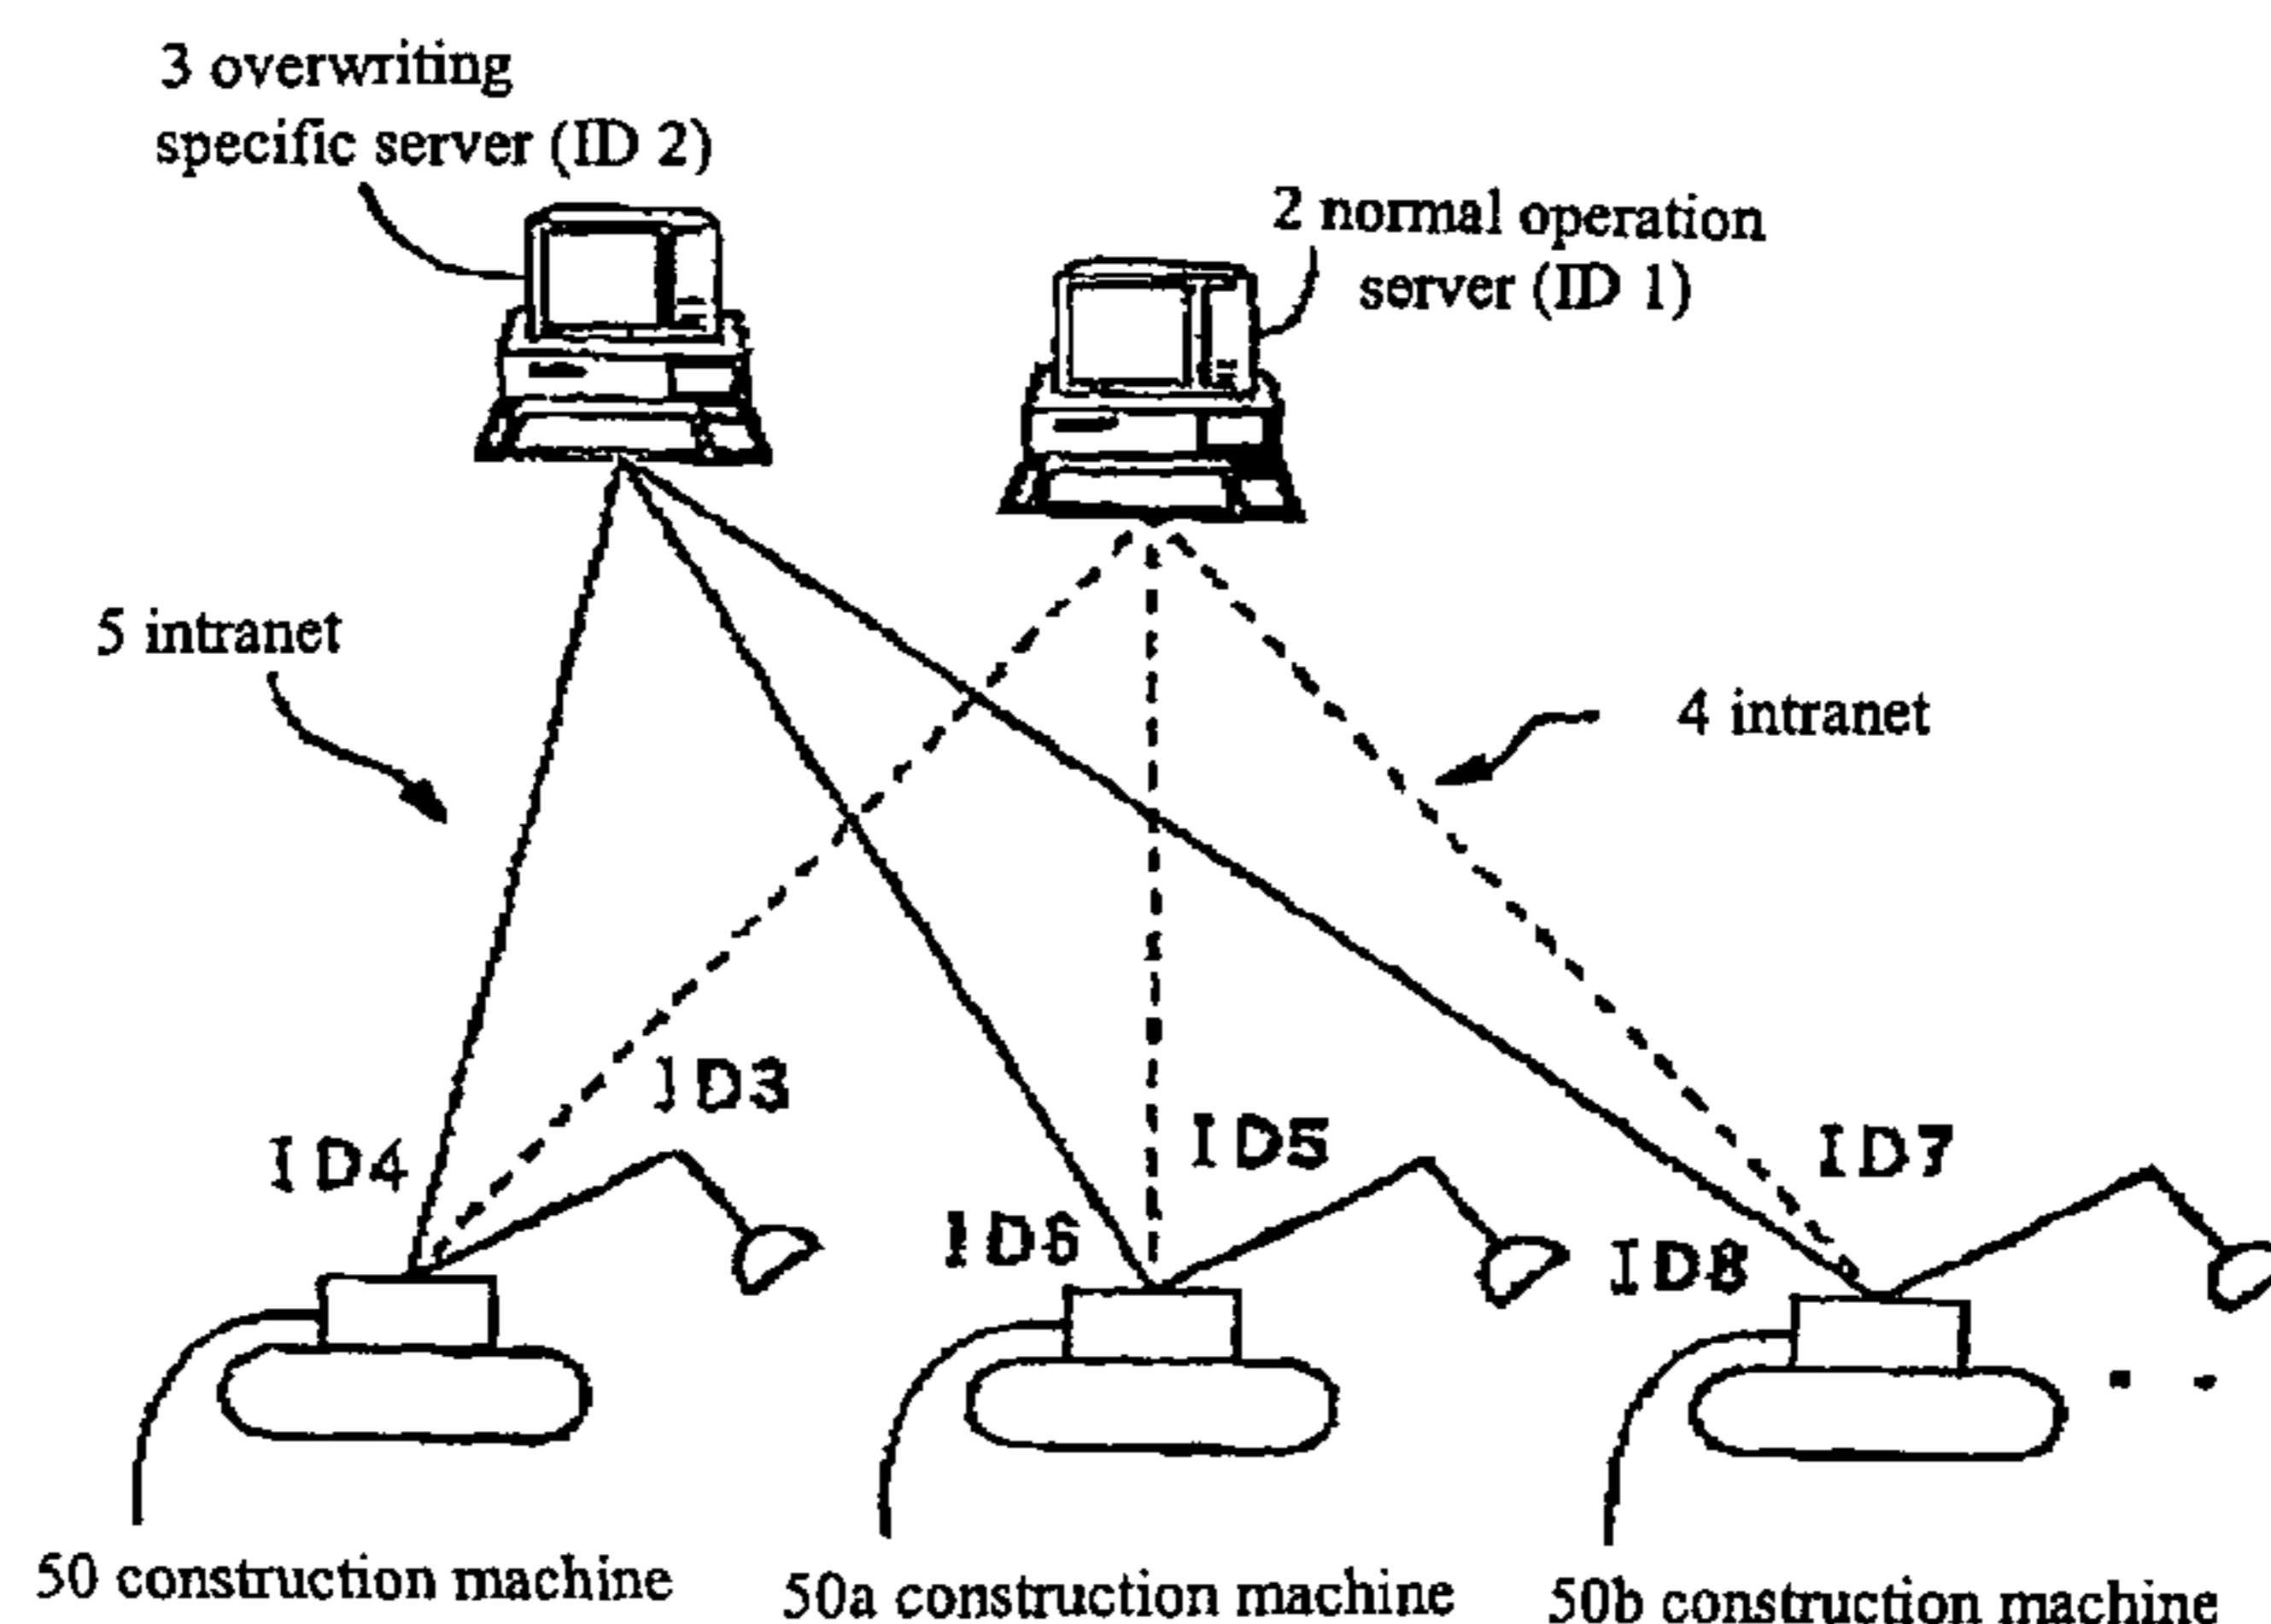 3 overwriting
specific server (ID 2)
2 normal operation
server (ID 1)
5 intranet
4 intranet
ID3
ID4
ID5
ID6
ID7
ID8
50 construction machine
50a construction machine
50b construction machine